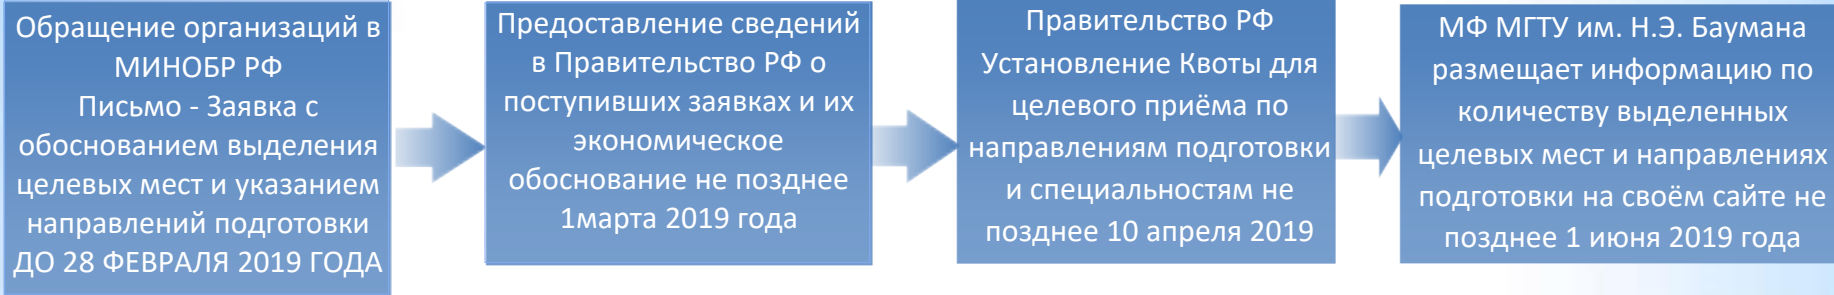 Обращение организаций в
МИНОБР РФ
Письмо - Заявка с
обоснованием выделения
целевых мест и указанием
направлений подготовки
ДО 28 ФЕВРАЛЯ 2019 ГОДА
Предоставление сведений
в Правительство РФ о
поступивших заявках и их
экономическое
обоснование не позднее
1марта 2019 года
Правительство РФ
Установление Квоты для
целевого приёма по
направлениям подготовки
и специальностям не
позднее 10 апреля 2019
МФ МГТУ им. Н.Э. Баумана
размещает информацию по
количеству выделенных
целевых мест и направлениях
подготовки на своём сайте не
позднее 1 июня 2019 года